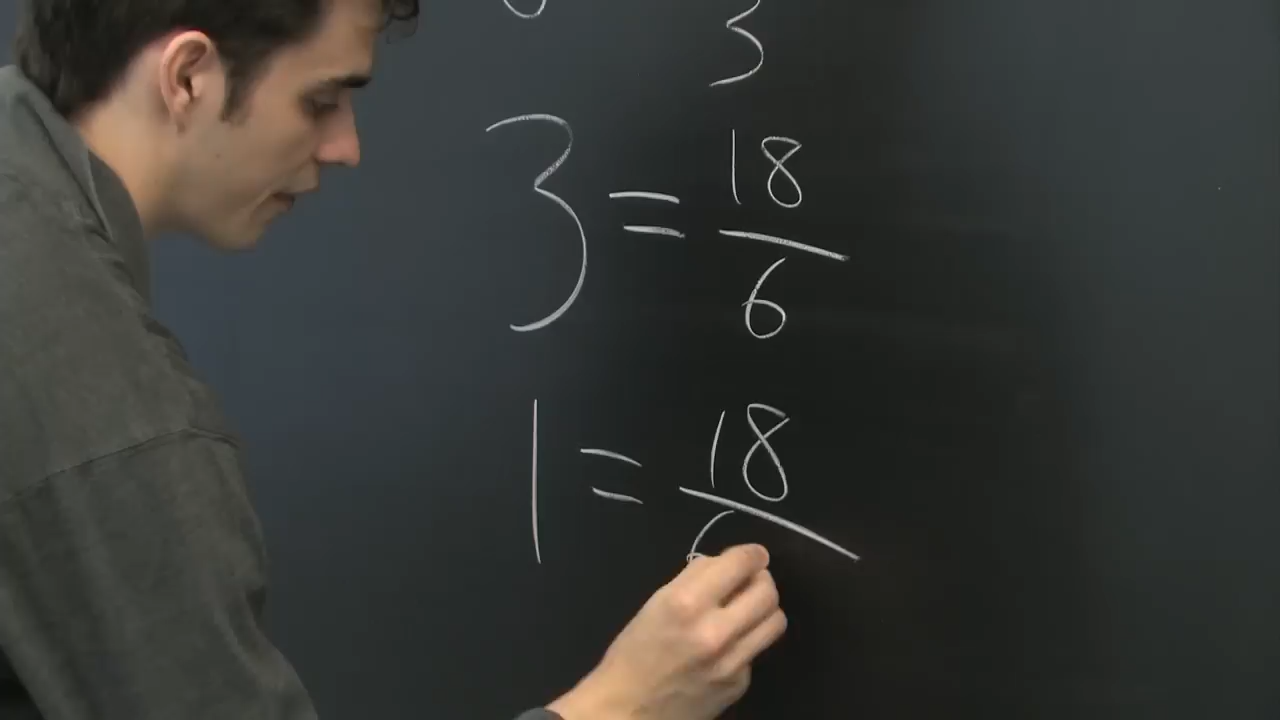 3
3 = 18/6
1 = 18/